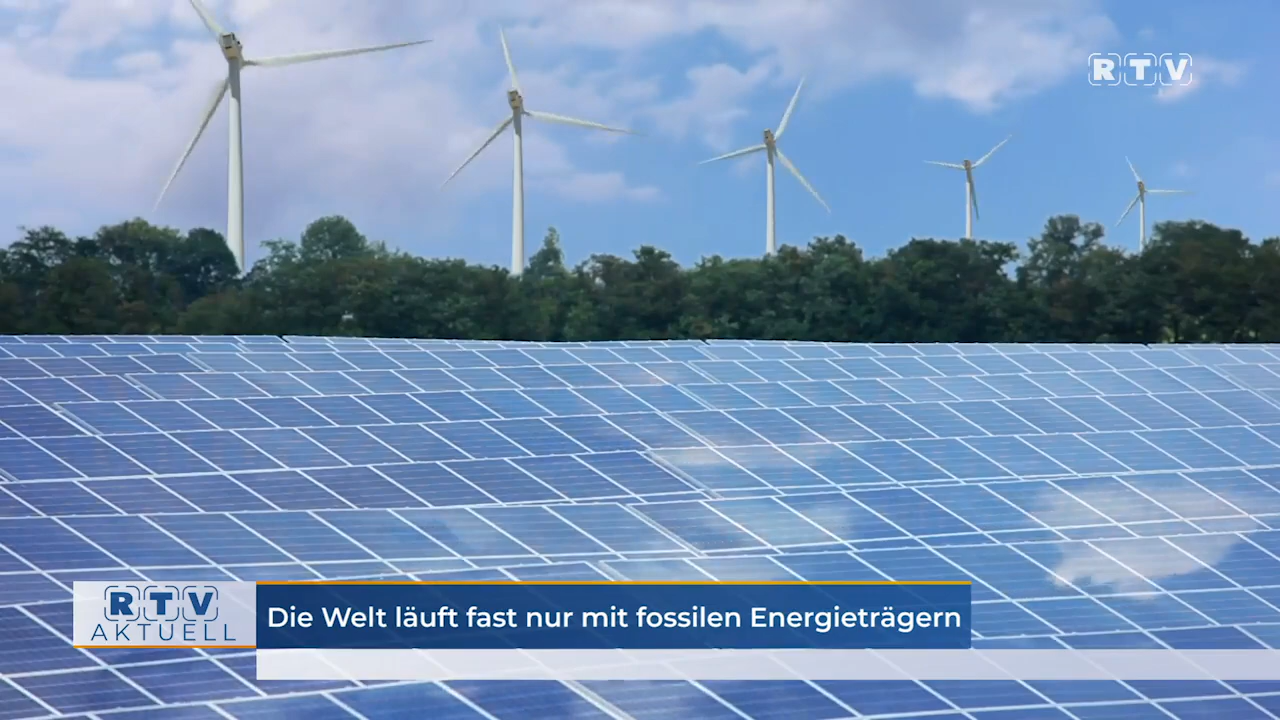 RTV
RTV
AKTUELL
Die Welt läuft fast nur mit fossilen Energieträgern